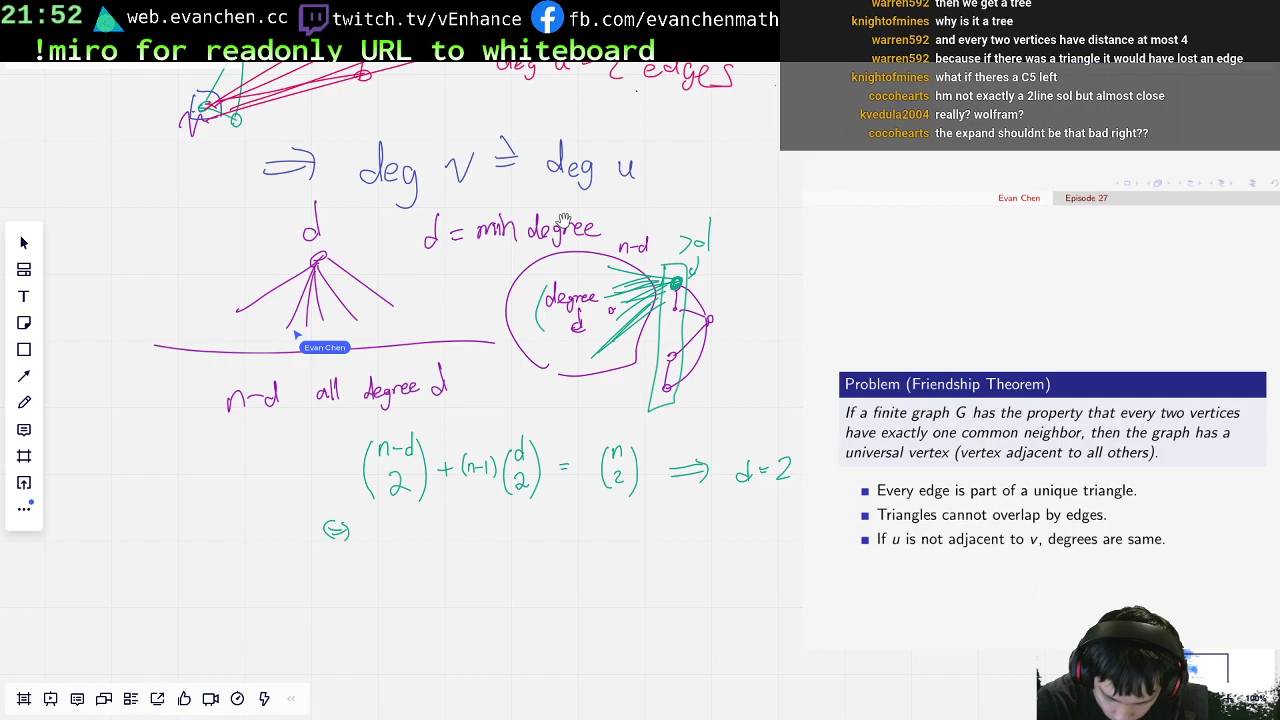 21:52 web.evanchen.cc twitch.tv/vEnhance fb.com/evanchenmath
!miro for readonly URL to whiteboard
warren592 then we get a tree
knightofmines why is it a tree
warren592 and every two vertices have distance at most 4
warren592 because if there was a triangle it would have lost an edge
knightofmines what if theres a C5 left
cocohearts hm not exactly a 2line sol but almost close
kvedula2004 really? wolfram?
cocohearts the expand shouldnt be that bad right??
deg u - 2 edges
v
⇒ deg v ≥ deg u
d
d = min degree
n-d
>d
degree
d
Evan Chen
n-d all degree d
(n-d 2) + (n-1) (d 2) = (n 2) ⇒ d = 2
⇔
Evan Chen Episode 27
Problem (Friendship Theorem)
If a finite graph G has the property that every two vertices
have exactly one common neighbor, then the graph has a
universal vertex (vertex adjacent to all others).
Every edge is part of a unique triangle.
Triangles cannot overlap by edges.
If u is not adjacent to v, degrees are same.
100%